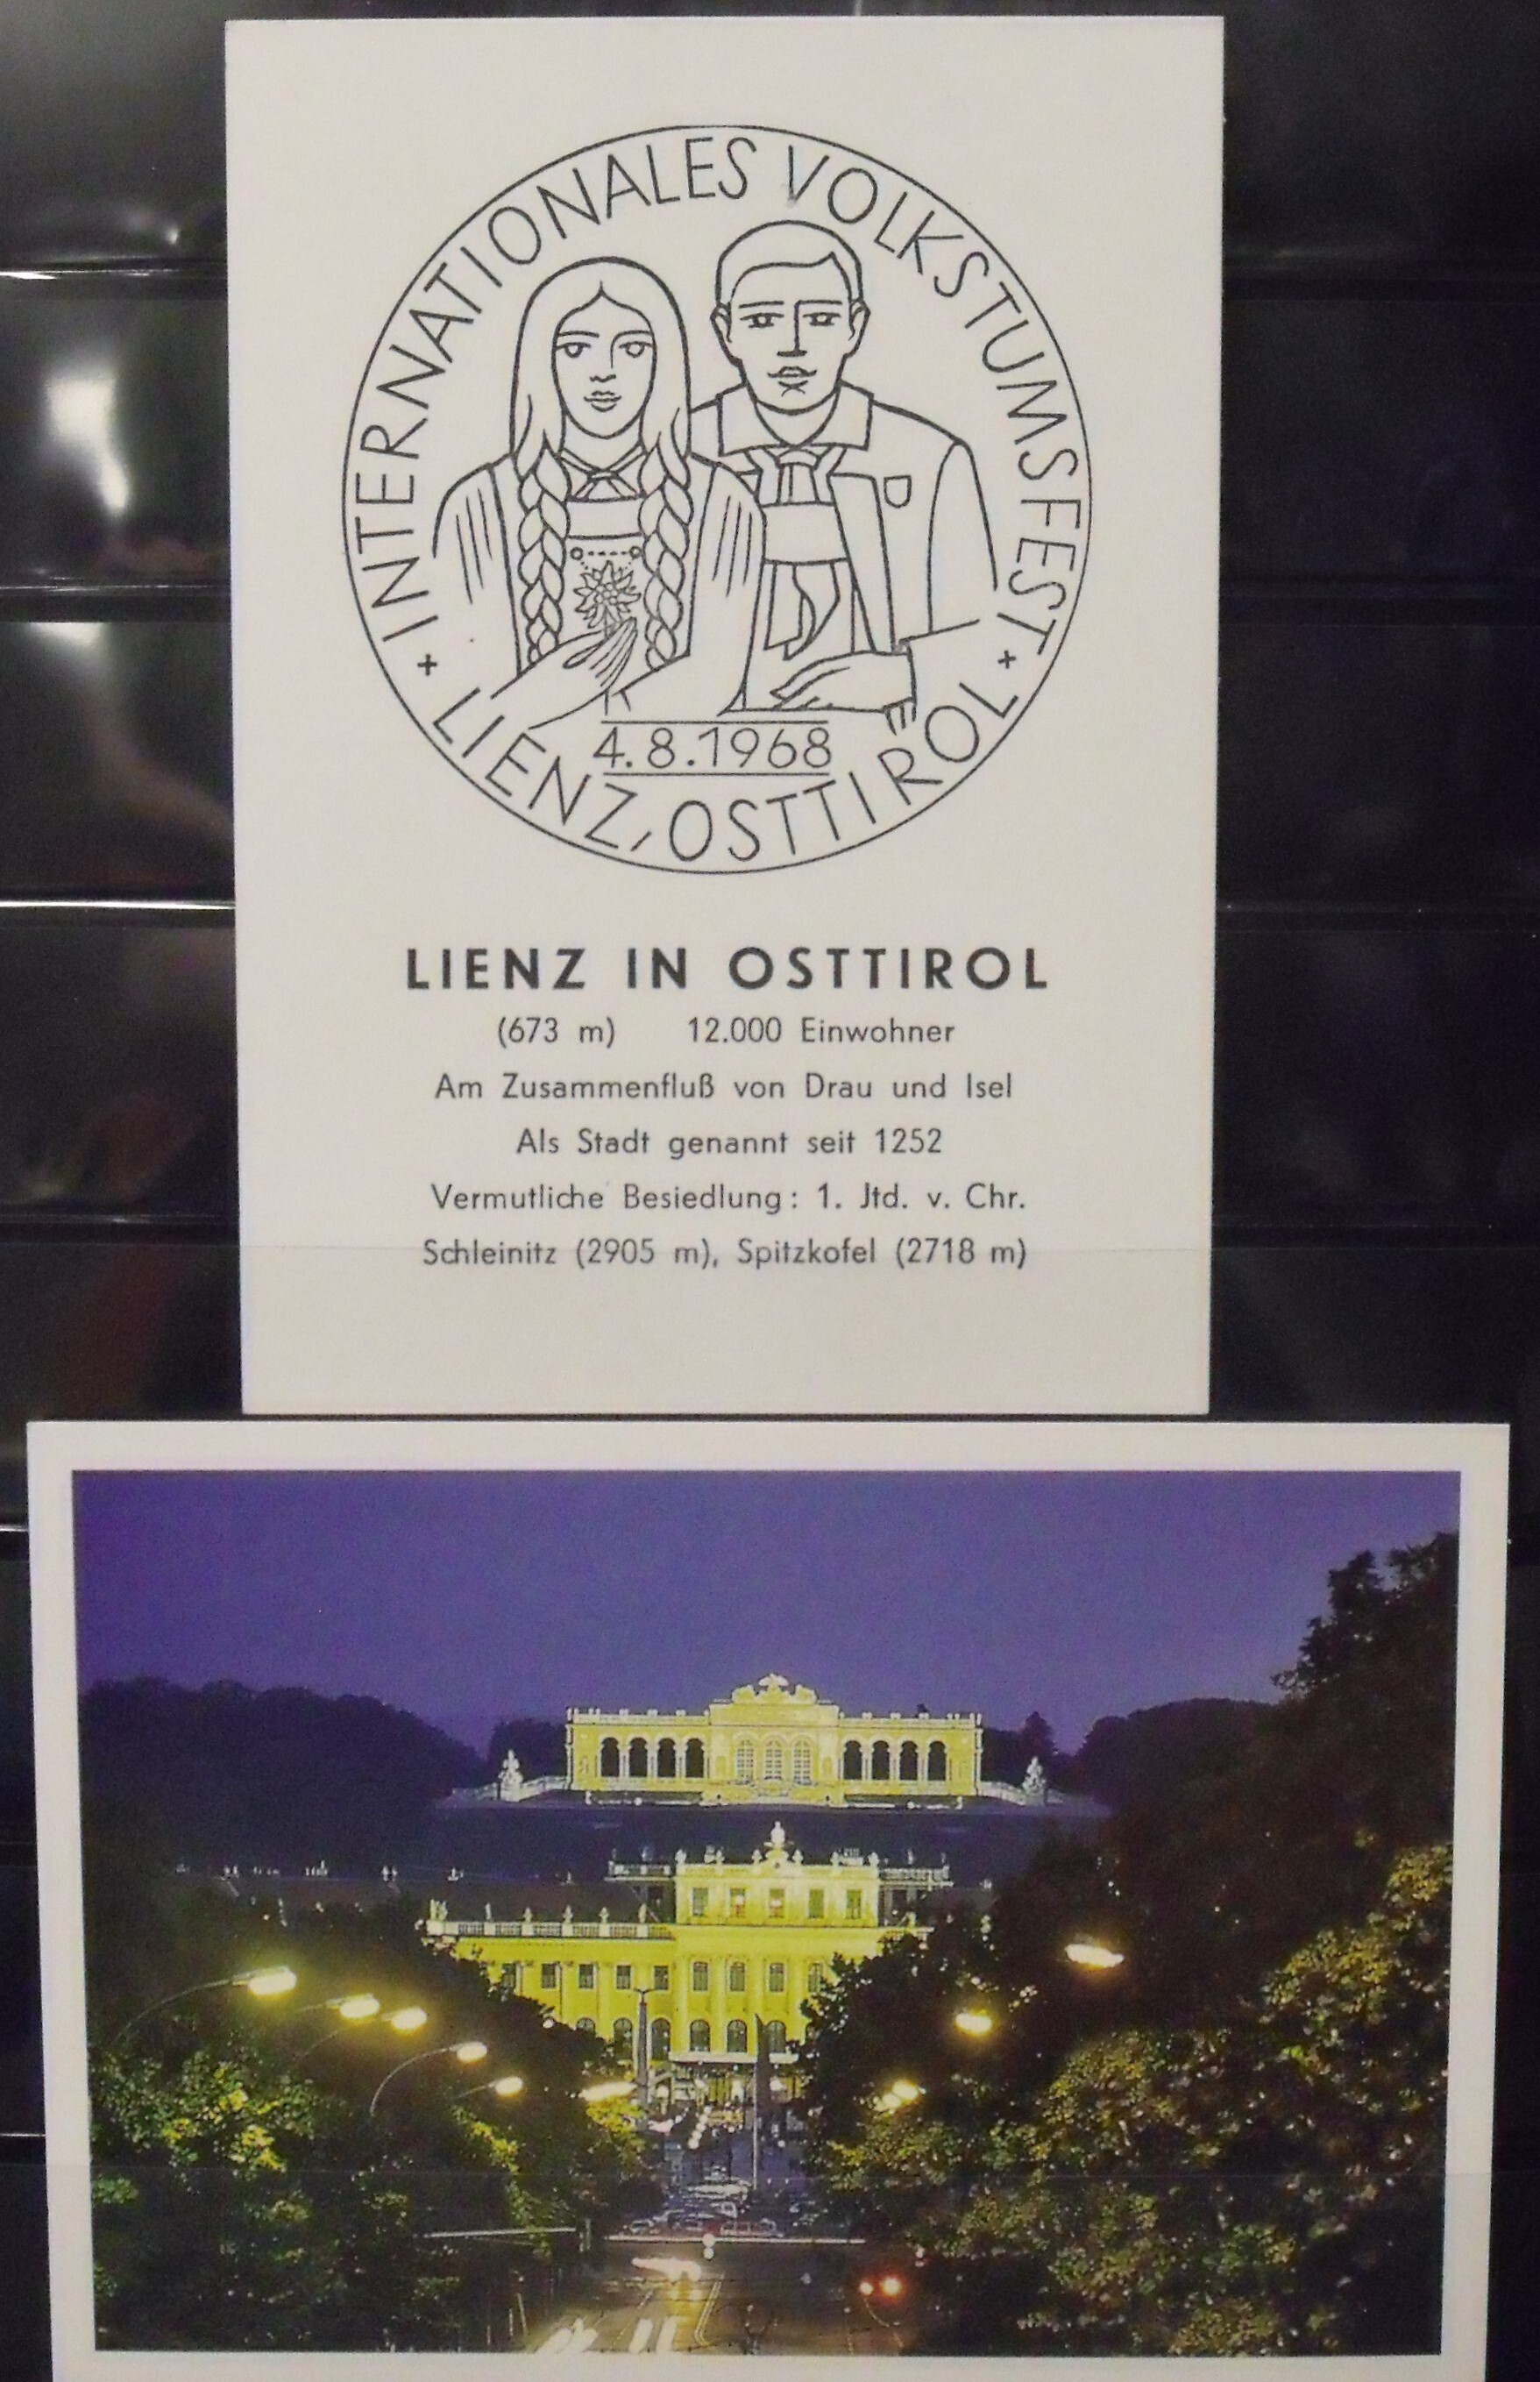 INTERNATIONALES VOLKSTUMSFEST
+ LIENZ, OSTTIROL +
4.8.1968
LIENZ IN OSTTIROL
(673 m) 12.000 Einwohner
Am Zusammenfluß von Drau und Isel
Als Stadt genannt seit 1252
Vermutliche Besiedlung: 1. Jtd. v. Chr.
Schleinitz (2905 m), Spitzkofel (2718 m)